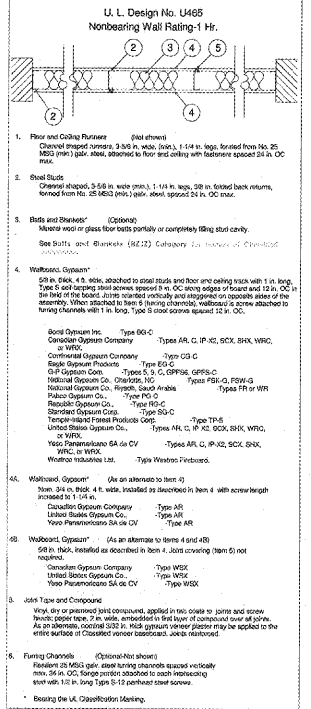 U. L. Design No. U465
Nonbearing Wall Rating-1 Hr.
2 3 4 5
2 4
1. Floor and Ceiling Runners (Not shown)
Channel shaped runners, 3-5/8 in. wide, (min.), 1-1/4 in. legs, formed from No. 25
MSG (min.) galv. steel, attached to floor and ceiling with fasteners spaced 24 in. OC
max.
2. Steel Studs
Channel shaped, 3-5/8 in. wide (min.), 1-1/4 in. legs, 3/8 in. folded back returns,
formed from No. 25 MSG (min.) galv. steel, spaced 24 in. OC max.
3. Batts and Blankets* (Optional)
Mineral wool or glass fiber batts partially or completely filling stud cavity.
See Batts and Blankets (BZJZ) Category for names of Classified
companies.
4. Wallboard, Gypsum*
5/8 in. thick, 4 ft. wide, attached to steel studs and floor and ceiling track with 1 in. long,
Type S self-tapping steel screws spaced 8 in. OC along edges of board and 12 in. OC in
the field of the board. Joints oriented vertically and staggered on opposite sides of the
assembly. When attached to item 6 (furring channels), wallboard is screw attached to
furring channels with 1 in. long, Type S steel screws spaced 12 in. OC.
Boral Gypsum Inc. -Type BG-C
Canadian Gypsum Company -Types AR, C, IP-X2, SCX, SHX, WRC,
or WRX.
Continental Gypsum Company -Type CG-C
Eagle Gypsum Products -Type EG-C
G-P Gypsum Corp. -Types 5, 9, C, GPFS6, GPFS-C
National Gypsum Co., Charlotte, NC -Types FSK-G, FSW-G
National Gypsum Co., Riyadh, Saudi Arabia -Types FR or WR
Pabco Gypsum Co., -Type PG-C
Republic Gypsum Co., -Type RG-C
Standard Gypsum Corp. -Type SG-C
Temple-Inland Forest Products Corp. -Type TP-5
United States Gypsum Co., -Types AR, C, IP-X2, SCX, SHX, WRC,
or WRX.
Yeso Panamericano SA de CV -Types AR, C, IP-X2, SCX, SHX,
WRC, or WRX.
Westroc Industries Ltd. -Type Westroc Fireboard.
4A. Wallboard, Gypsum* (As an alternate to Item 4)
Nom. 3/4 in. thick, 4 ft. wide, installed as described in Item 4 with screw length
increased to 1-1/4 in.
Canadian Gypsum Company -Type AR
United States Gypsum Co., -Type AR
Yeso Panamericano SA de CV -Type AR
4B. Wallboard, Gypsum* (As an alternate to Items 4 and 4B)
5/8 in. thick, installed as described in Item 4. Joint covering (Item 5) not
required.
Canadian Gypsum Company -Type WSX
United States Gypsum Co., -Type WSX
Yeso Panamericano SA de CV -Type WSX
5. Joint Tape and Compound
Vinyl, dry or premixed joint compound, applied in two coats to joints and screw
heads; paper tape, 2 in. wide, embedded in first layer of compound over all joints.
As an alternate, nominal 3/32 in. thick gypsum veneer plaster may be applied to the
entire surface of Classified veneer baseboard. Joints reinforced.
6. Furring Channels (Optional-Not shown)
Resilient 25 MSG galv. steel furring channels spaced vertically
max. 24 in. OC, flange portion attached to each intersecting
stud with 1/2 in. long Type S-12 panhead steel screws.
* Bearing the UL Classification Marking.